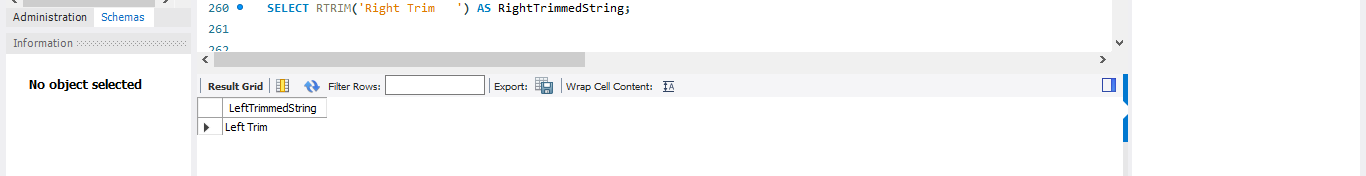 Administration Schemas
Information
No object selected
260 SELECT RTRIM('Right Trim   ') AS RightTrimmedString;
261
262
Result Grid Filter Rows: Export: Wrap Cell Content:
LeftTrimmedString
Left Trim